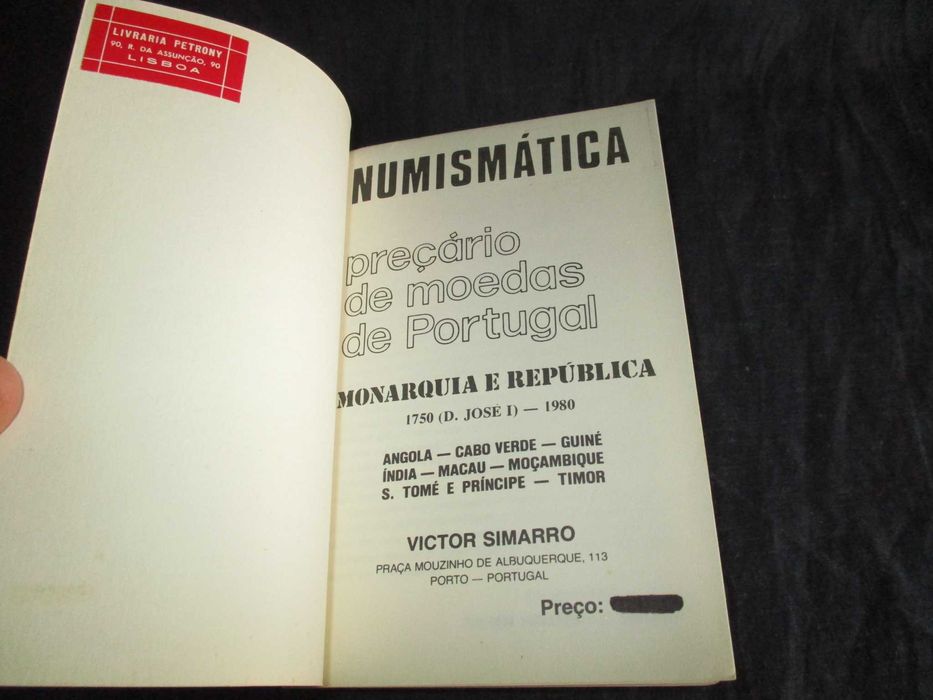 LIVRARIA PETRONY
90, R. DA ASSUNÇÃO, 90
LISBOA
NUMISMÁTICA
preçário
de moedas
de Portugal
MONARQUIA E REPÚBLICA
1750 (D. JOSÉ I) — 1980
ANGOLA — CABO VERDE — GUINÉ
ÍNDIA — MACAU — MOÇAMBIQUE
S. TOMÉ E PRÍNCIPE — TIMOR
VICTOR SIMARRO
PRAÇA MOUZINHO DE ALBUQUERQUE, 113
PORTO — PORTUGAL
Preço: